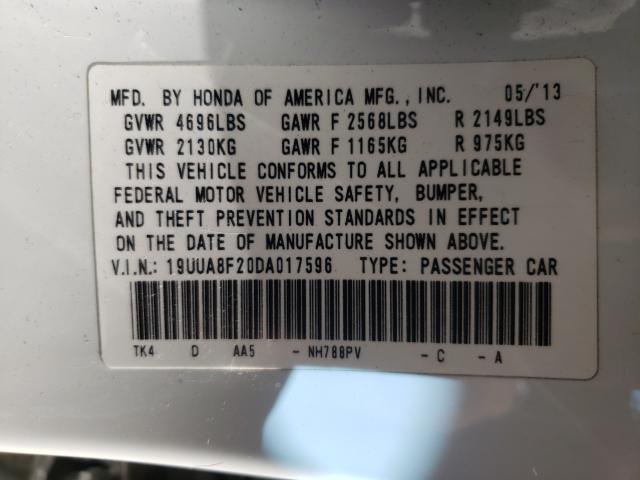 MFD. BY HONDA OF AMERICA MFG., INC. 05/'13
GVWR 4696LBS GAWR F 2568LBS R 2149LBS
GVWR 2130KG GAWR F 1165KG R 975KG
THIS VEHICLE CONFORMS TO ALL APPLICABLE
FEDERAL MOTOR VEHICLE SAFETY, BUMPER,
AND THEFT PREVENTION STANDARDS IN EFFECT
ON THE DATE OF MANUFACTURE SHOWN ABOVE.
V.I.N.: 19UUA8F20DA017596 TYPE: PASSENGER CAR
TK4 D AA5 - NH788PV - C - A